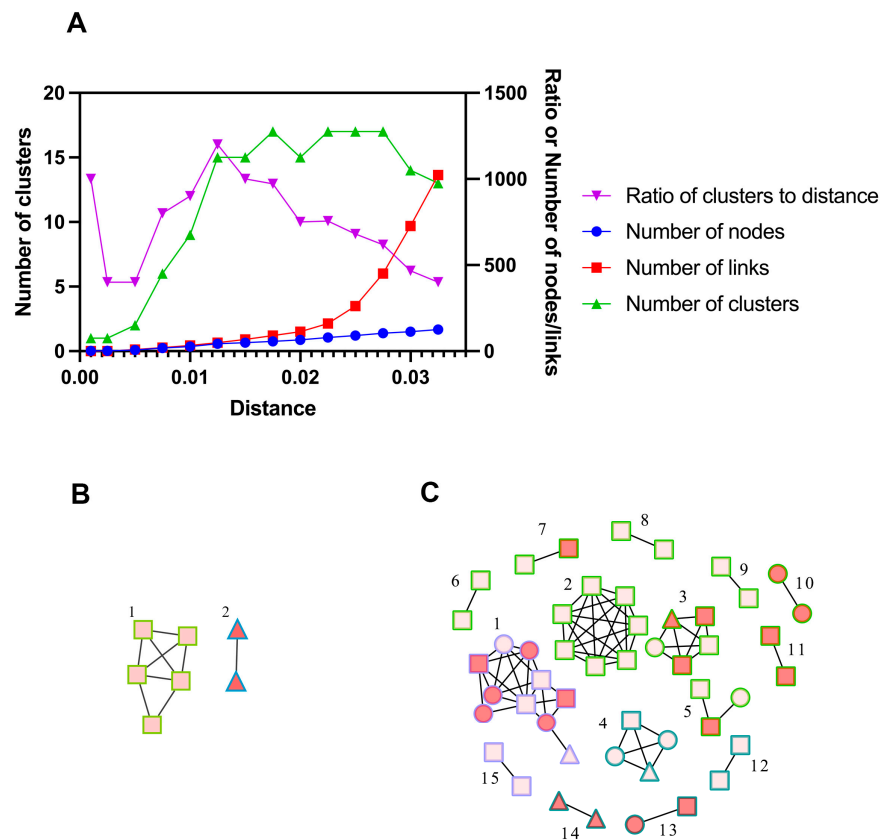 A
20
15
10
5
0
Number of clusters
0.00
0.01
0.02
0.03
Distance
1500
1000
500
0
Ratio or Number of
Number of nodes/links
Ratio of clusters to distance
Number of nodes
Number of links
Number of clusters
B
1
2
C
7
8
6
9
10
2
3
1
11
5
4
12
15
14
13